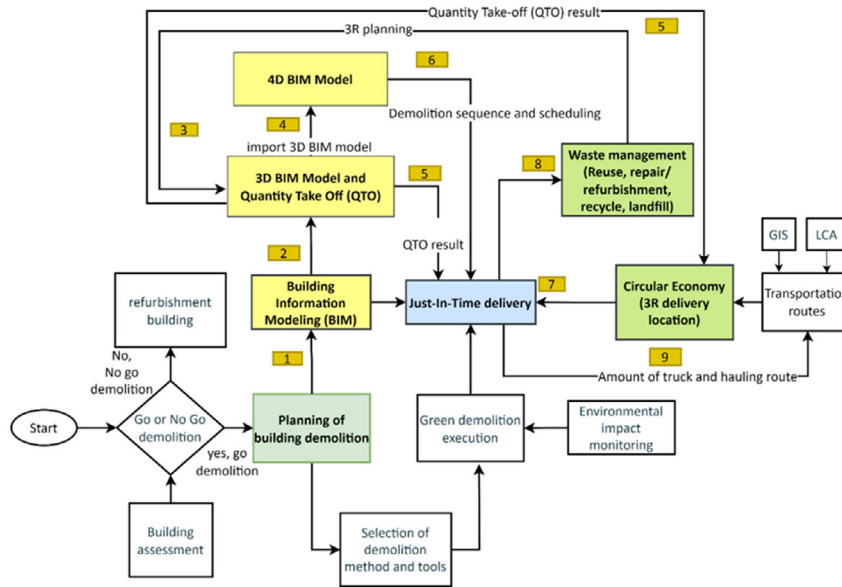 Quantity Take-off (QTO) result
5
3R planning
6
4D BIM Model
Demolition sequence and scheduling
3
4
import 3D BIM model
8
Waste management
(Reuse, repair/
refurbishment,
recycle, landfill)
3D BIM Model and
Quantity Take Off (QTO)
5
GIS
LCA
2
QTO result
refurbishment
building
Building
Information
Modeling (BIM)
Just-In-Time delivery
7
Circular Economy
(3R delivery
location)
Transportation
routes
No,
No go
demolition
1
9
Amount of truck and hauling route
Start
Go or No Go
demolition
yes, go
demolition
Planning of
building demolition
Green demolition
execution
Environmental
impact
monitoring
Building
assessment
Selection of
demolition
method and tools